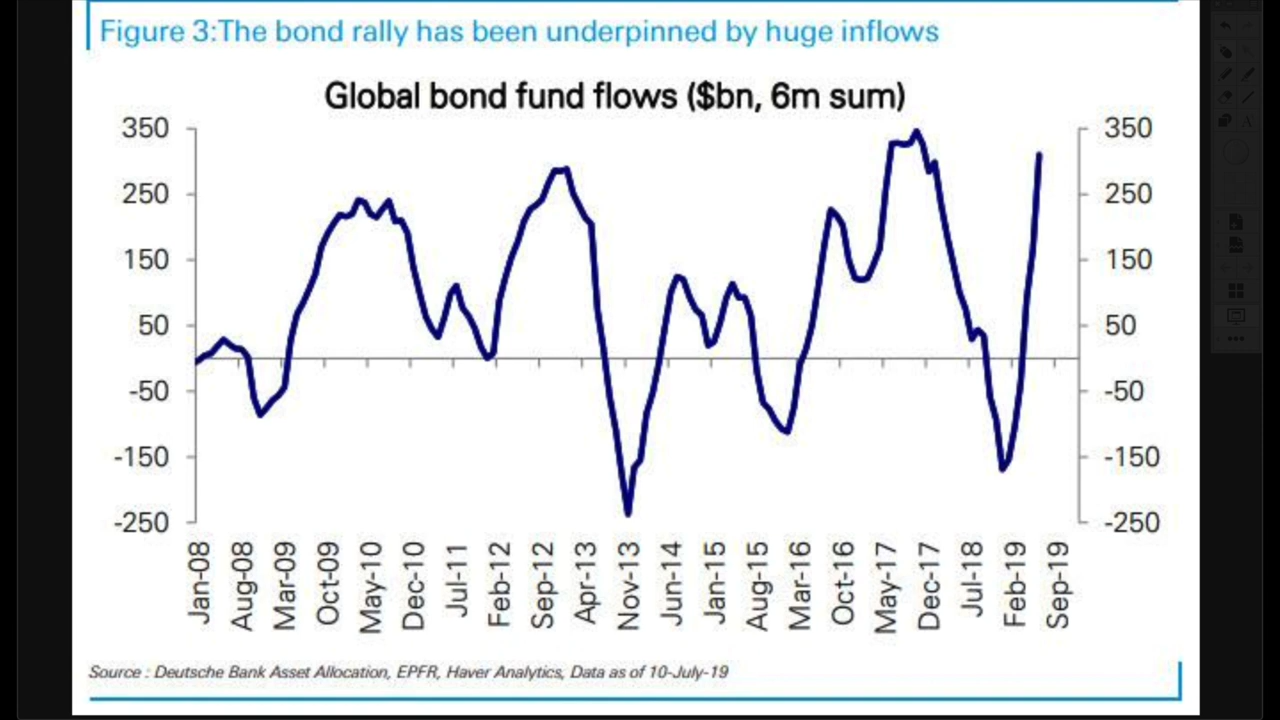 Figure 3:The bond rally has been underpinned by huge inflows
Global bond fund flows ($bn, 6m sum)
350
250
150
50
-50
-150
-250
350
250
150
50
-50
-150
-250
Jan-08
Aug-08
Mar-09
Oct-09
May-10
Dec-10
Jul-11
Feb-12
Sep-12
Apr-13
Nov-13
Jun-14
Jan-15
Aug-15
Mar-16
Oct-16
May-17
Dec-17
Jul-18
Feb-19
Sep-19
Source : Deutsche Bank Asset Allocation, EPFR, Haver Analytics, Data as of 10-July-19
A